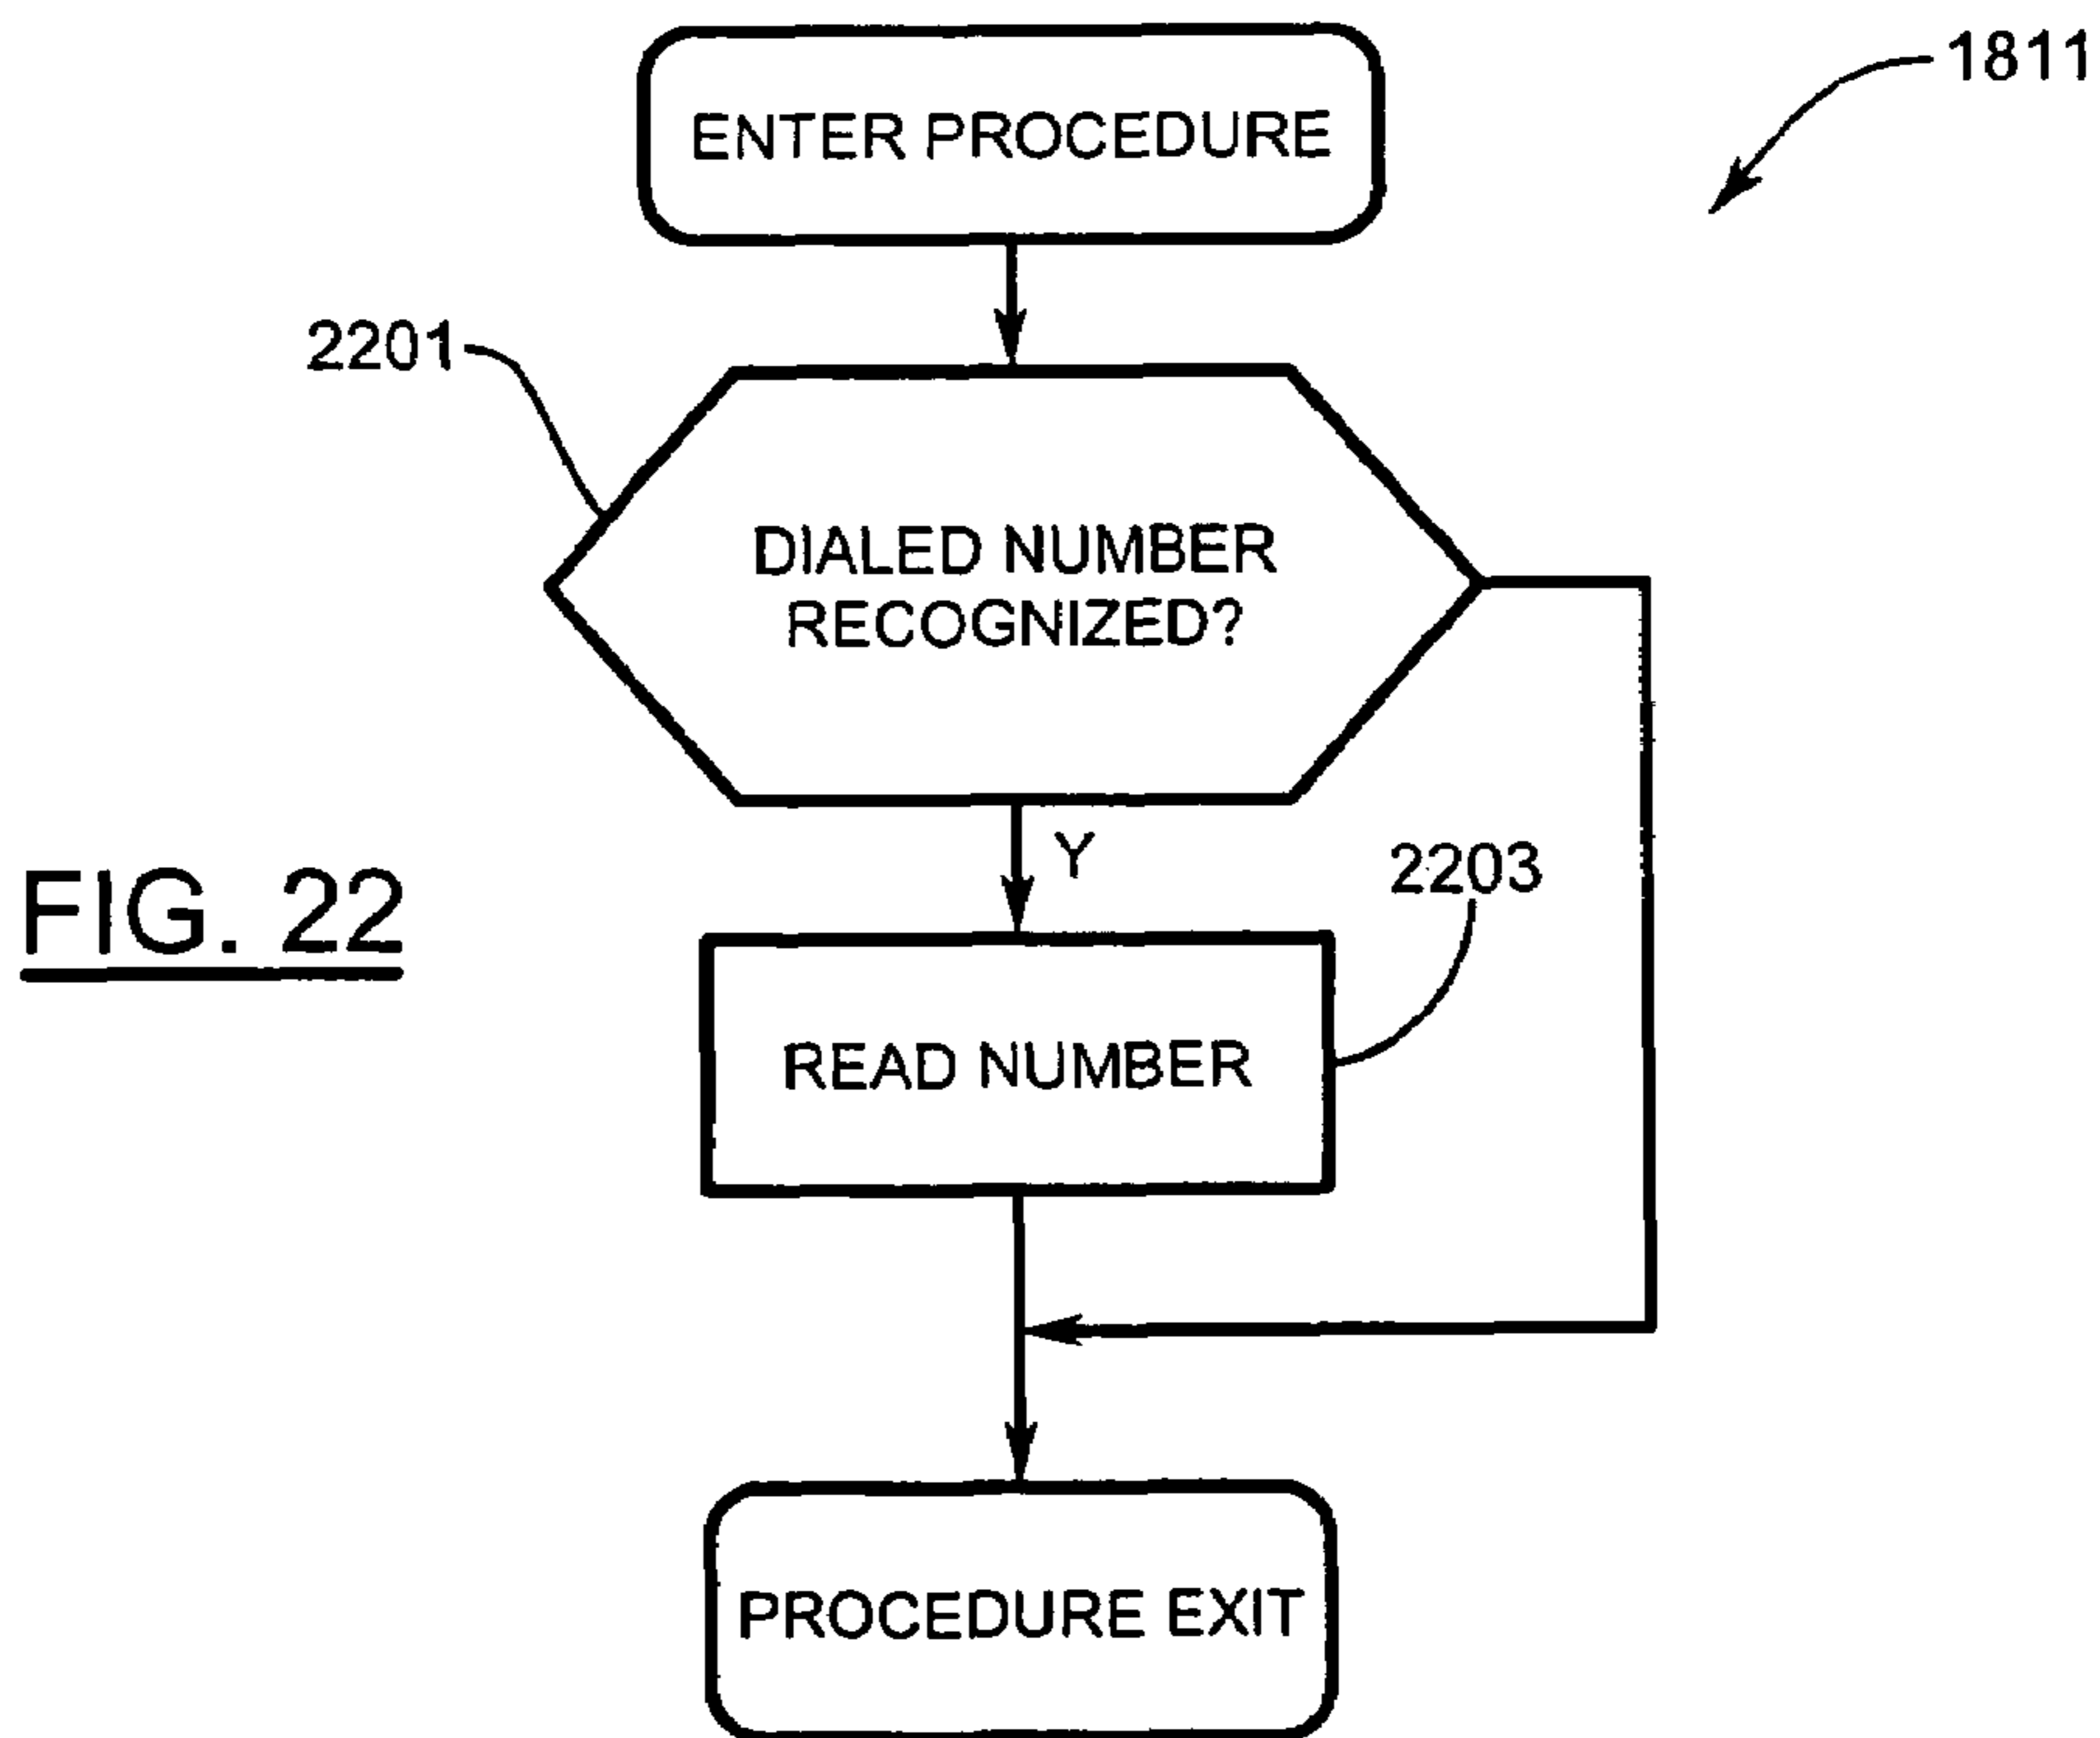 ENTER PROCEDURE
1811
2201
DIALED NUMBER
RECOGNIZED?
Y
2203
FIG. 22
READ NUMBER
PROCEDURE EXIT